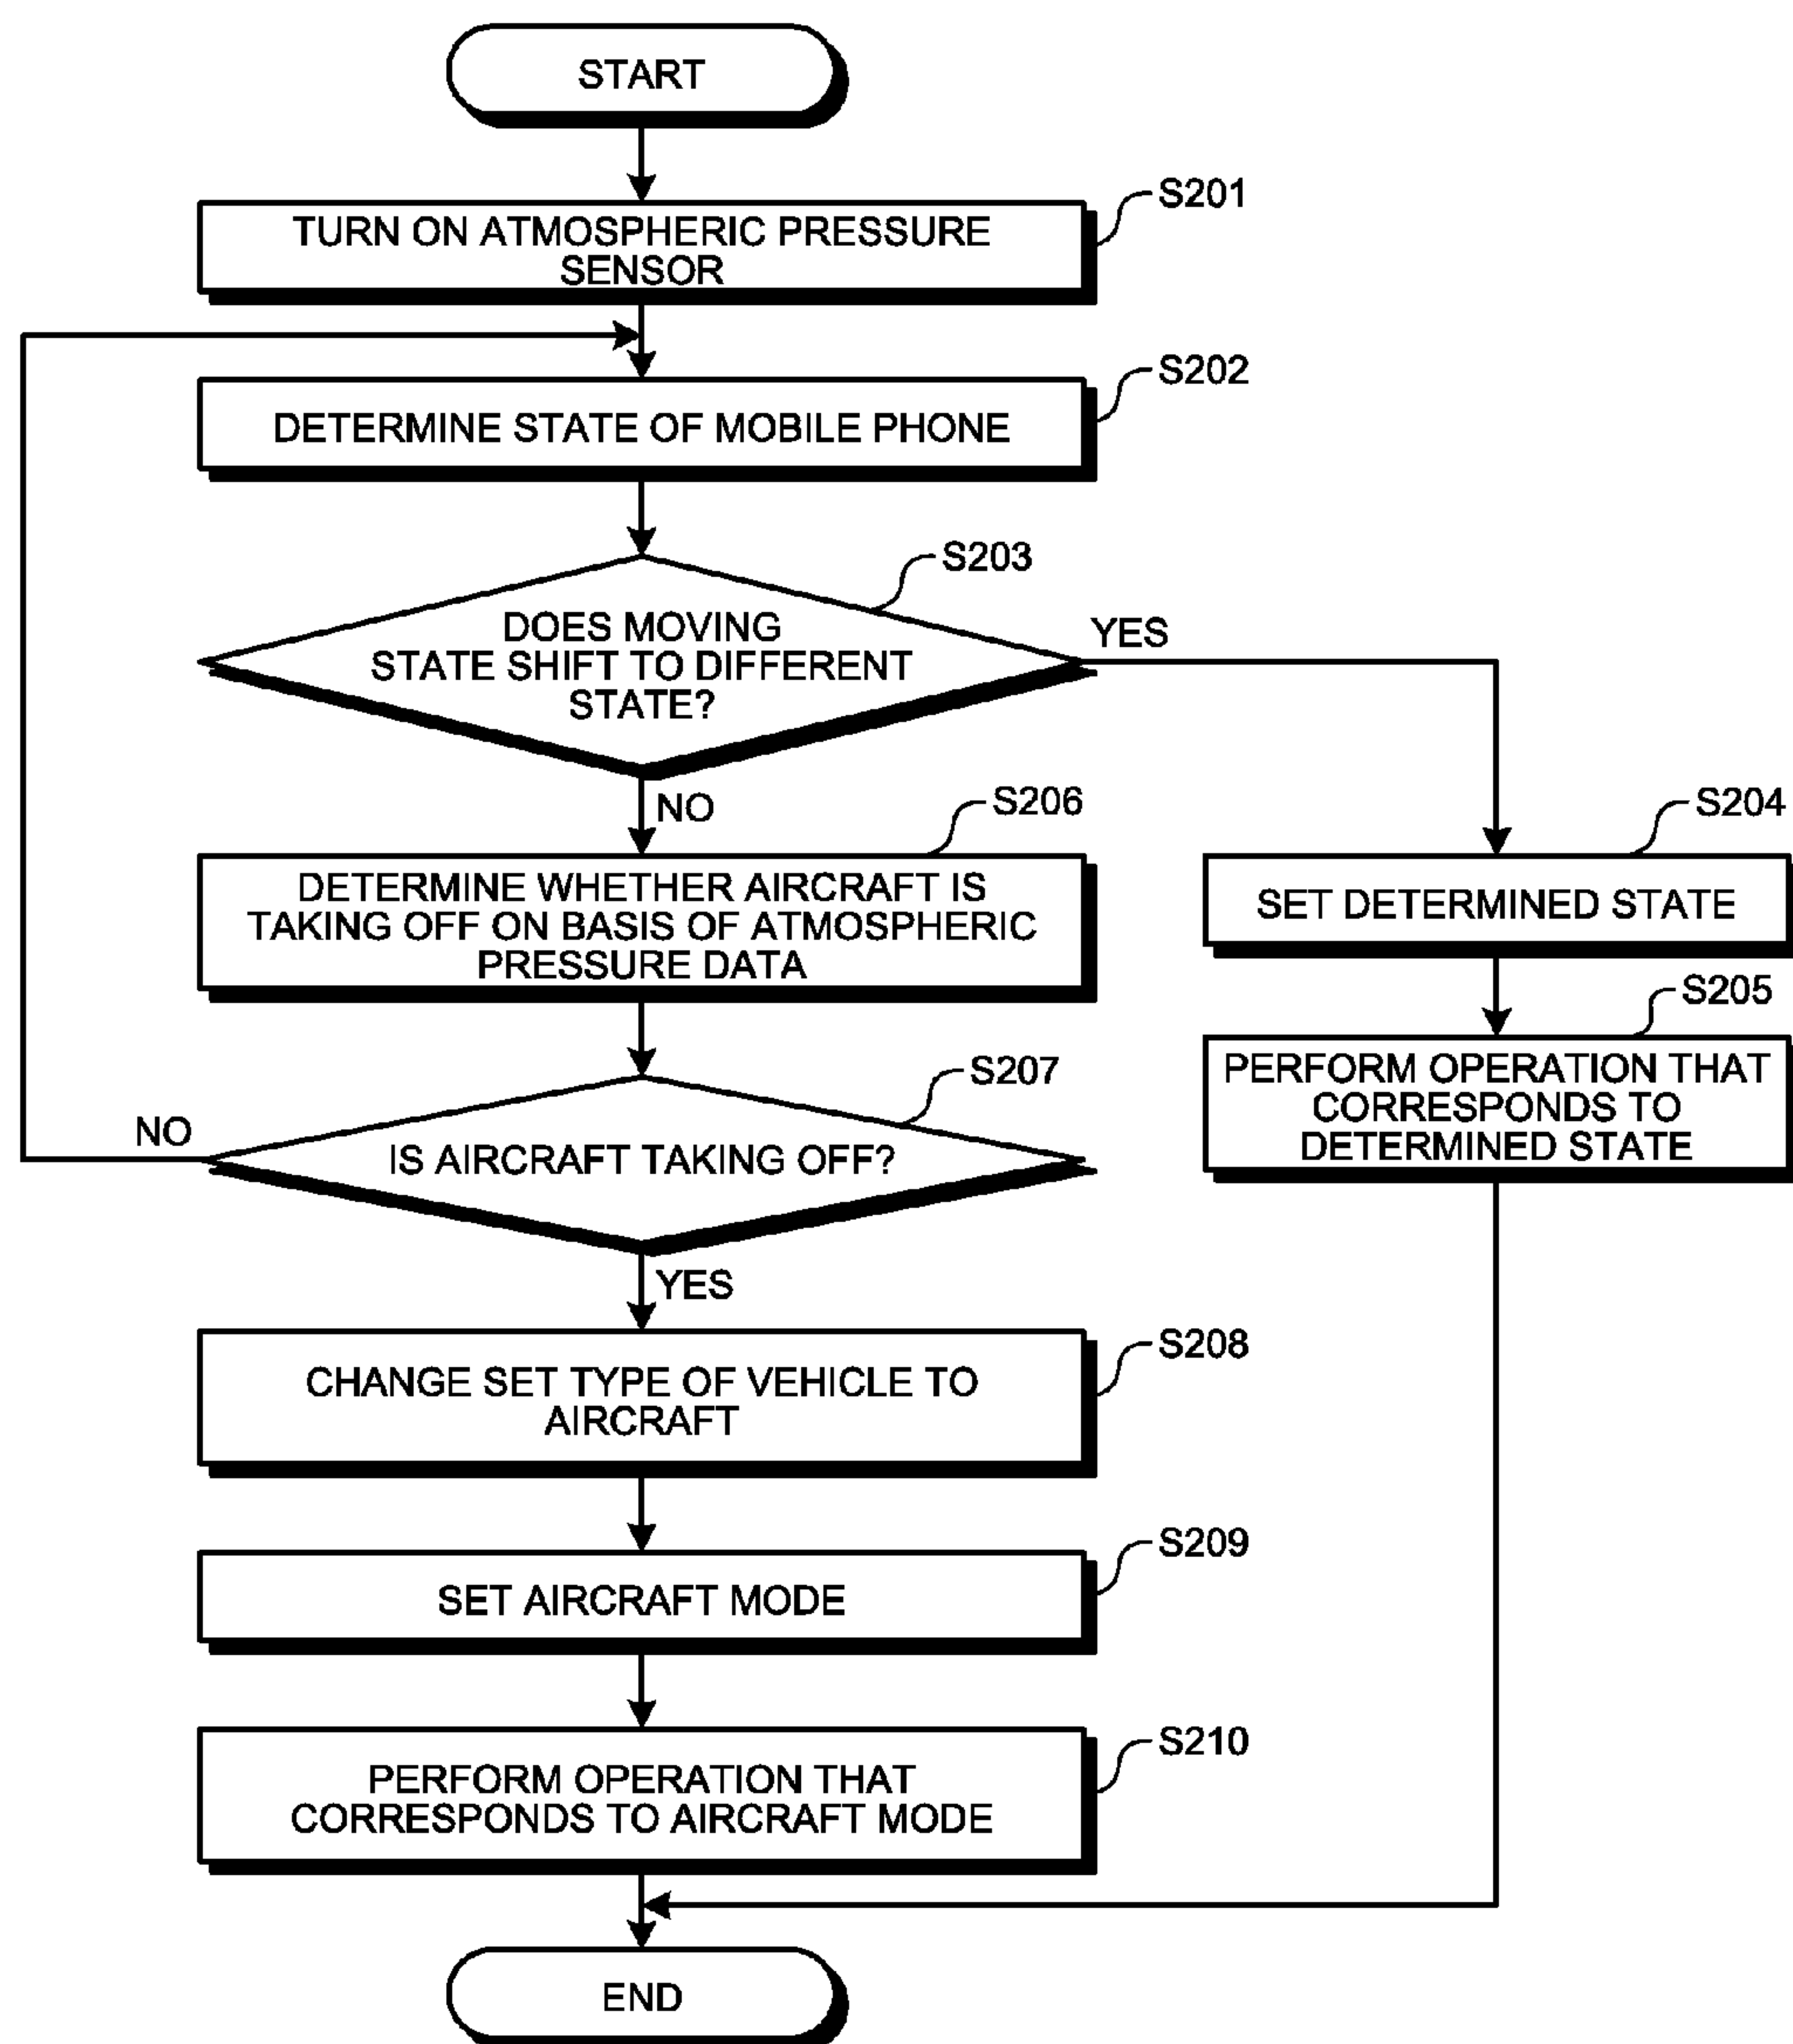 START
S201
TURN ON ATMOSPHERIC PRESSURE
SENSOR
S202
DETERMINE STATE OF MOBILE PHONE
S203
DOES MOVING
STATE SHIFT TO DIFFERENT
STATE?
YES
NO
S206
DETERMINE WHETHER AIRCRAFT IS
TAKING OFF ON BASIS OF ATMOSPHERIC
PRESSURE DATA
S204
SET DETERMINED STATE
S205
PERFORM OPERATION THAT
CORRESPONDS TO
DETERMINED STATE
S207
IS AIRCRAFT TAKING OFF?
NO
YES
S208
CHANGE SET TYPE OF VEHICLE TO
AIRCRAFT
S209
SET AIRCRAFT MODE
S210
PERFORM OPERATION THAT
CORRESPONDS TO AIRCRAFT MODE
END